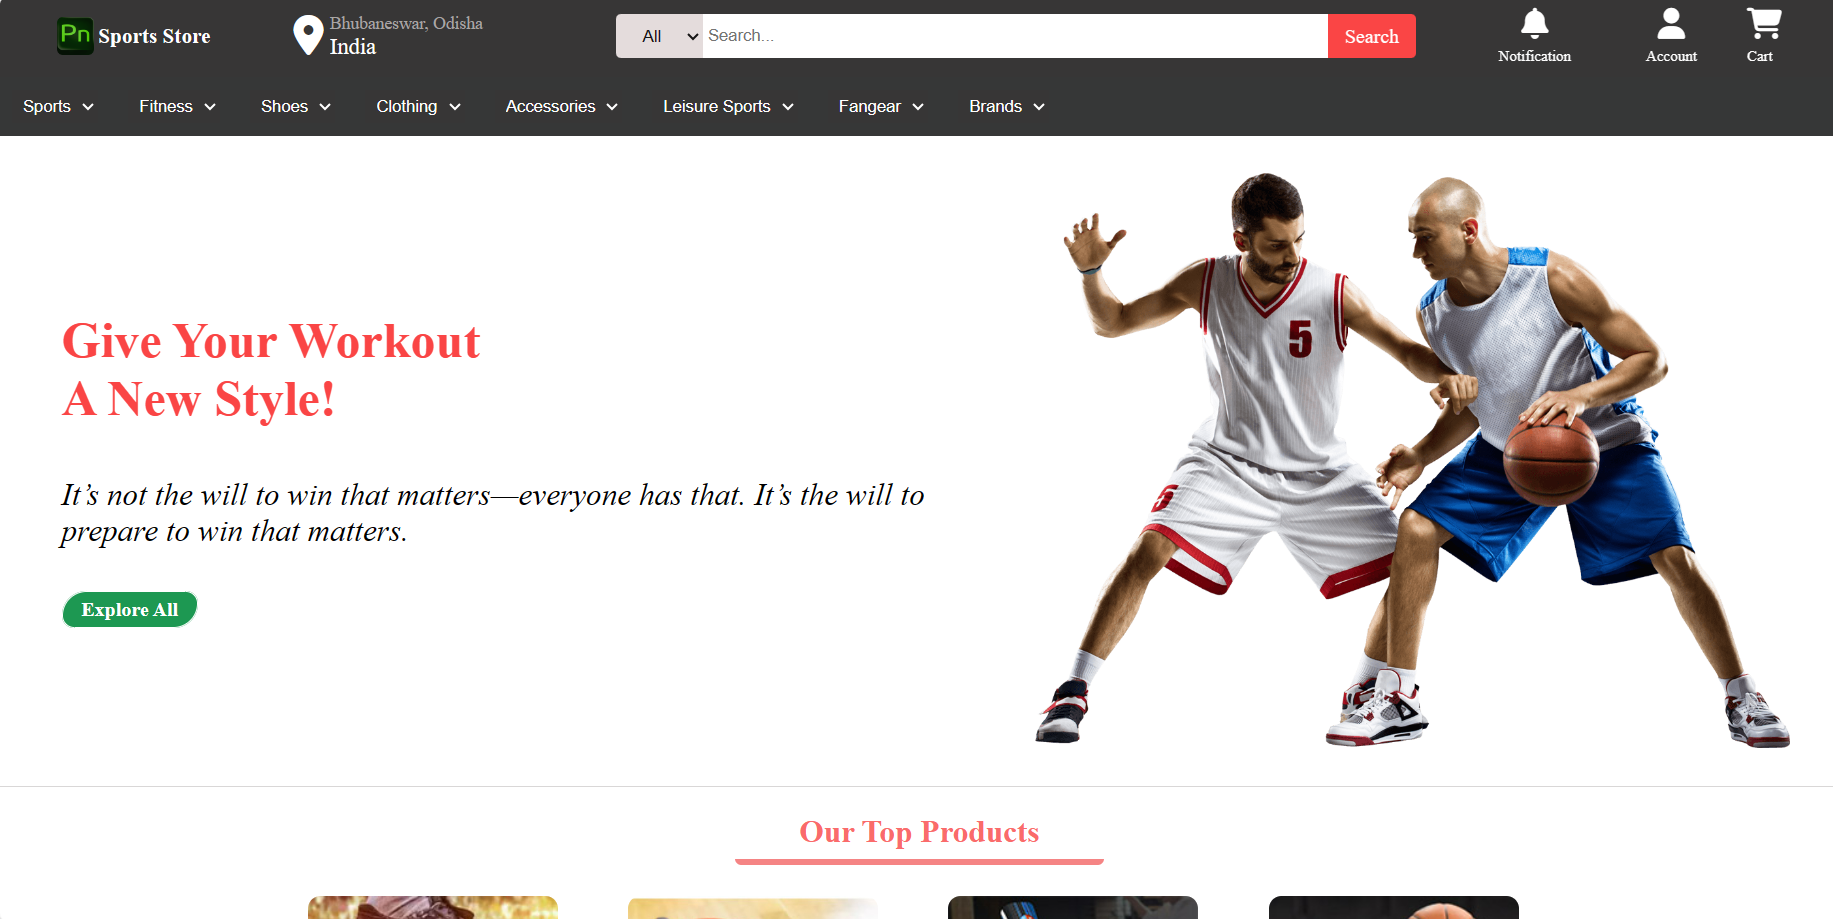 Pn Sports Store
Bhubaneswar, Odisha
India
All
Search...
Search
Notification
Account
Cart
Sports
Fitness
Shoes
Clothing
Accessories
Leisure Sports
Fangear
Brands
Give Your Workout
A New Style!
It’s not the will to win that matters—everyone has that. It’s the will to
prepare to win that matters.
Explore All
5
5
Our Top Products